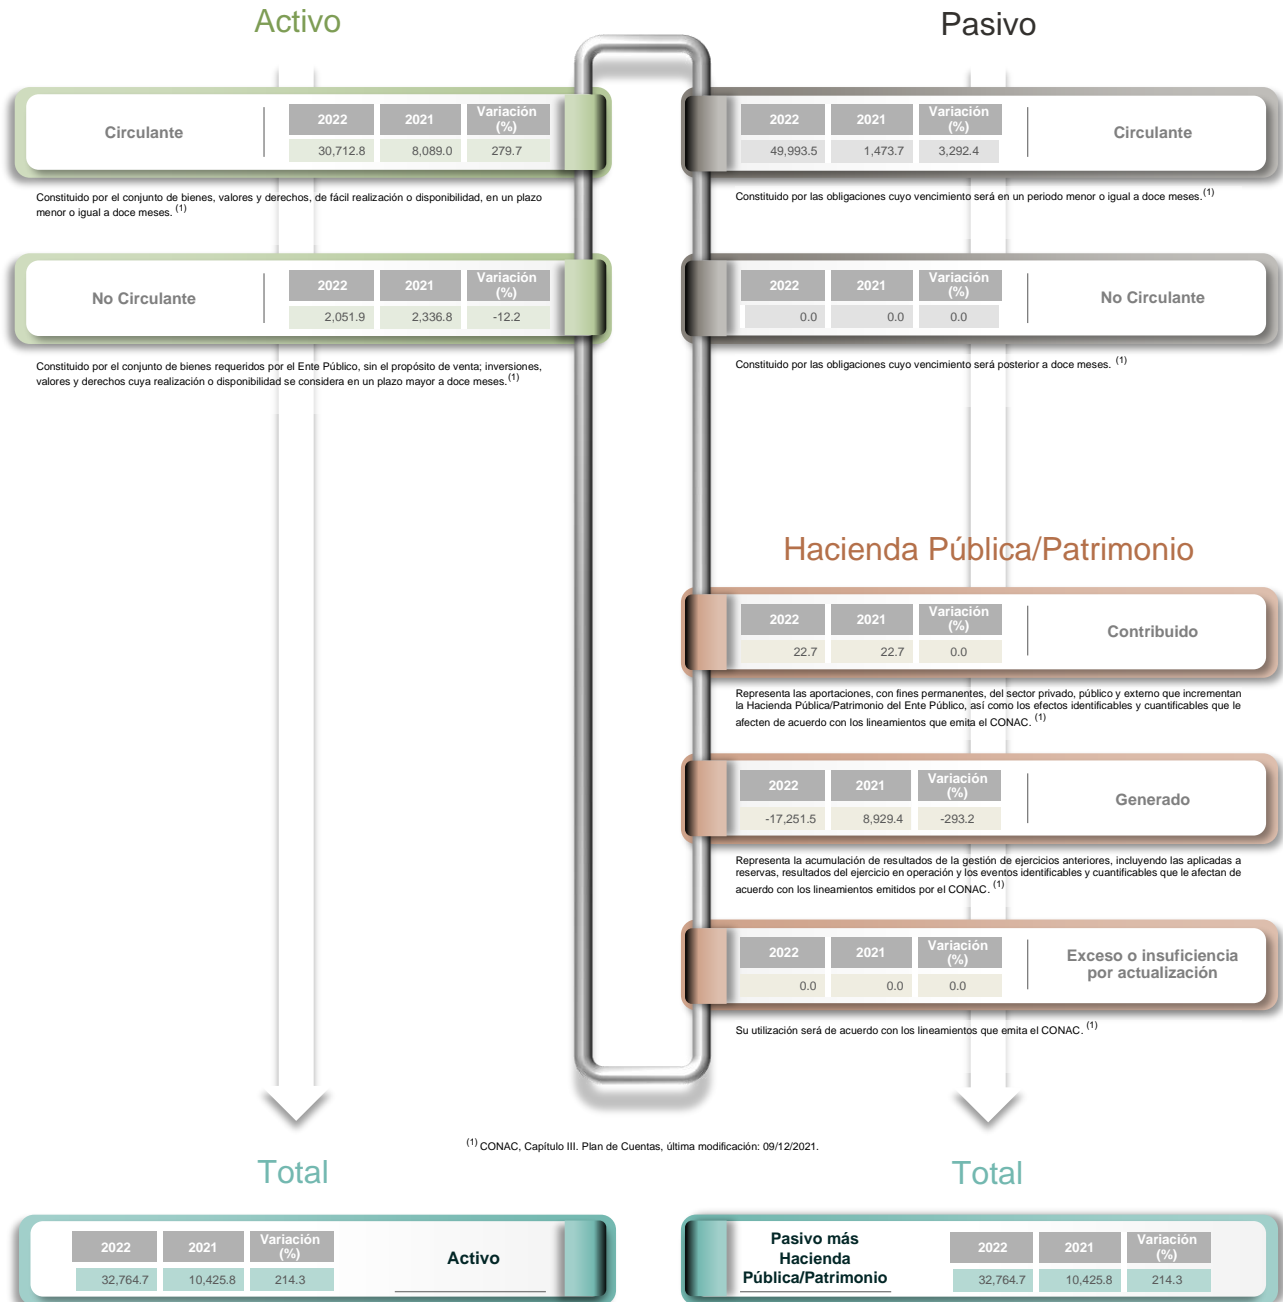 Activo
Circulante
2022 2021 Variación (%)
30,712.8 8,089.0 279.7
Constituido por el conjunto de bienes, valores y derechos, de fácil realización o disponibilidad, en un plazo
menor o igual a doce meses. (1)
No Circulante
2022 2021 Variación (%)
2,051.9 2,336.8 -12.2
Constituido por el conjunto de bienes requeridos por el Ente Público, sin el propósito de venta; inversiones,
valores y derechos cuya realización o disponibilidad se considera en un plazo mayor a doce meses. (1)
Pasivo
2022 2021 Variación (%)
49,993.5 1,473.7 3,292.4
Circulante
Constituido por las obligaciones cuyo vencimiento será en un periodo menor o igual a doce meses. (1)
2022 2021 Variación (%)
0.0 0.0 0.0
No Circulante
Constituido por las obligaciones cuyo vencimiento será posterior a doce meses. (1)
Hacienda Pública/Patrimonio
2022 2021 Variación (%)
22.7 22.7 0.0
Contribuido
Representa las aportaciones, con fines permanentes, del sector privado, público y externo que incrementan
la Hacienda Pública/Patrimonio del Ente Público, así como los efectos identificables y cuantificables que le
afecten de acuerdo con los lineamientos que emita el CONAC. (1)
2022 2021 Variación (%)
-17,251.5 8,929.4 -293.2
Generado
Representa la acumulación de resultados de la gestión de ejercicios anteriores, incluyendo las aplicadas a
reservas, resultados del ejercicio en operación y los eventos identificables y cuantificables que le afectan de
acuerdo con los lineamientos emitidos por el CONAC. (1)
2022 2021 Variación (%)
0.0 0.0 0.0
Exceso o insuficiencia
por actualización
Su utilización será de acuerdo con los lineamientos que emita el CONAC. (1)
(1) CONAC, Capítulo III. Plan de Cuentas, última modificación: 09/12/2021.
Total
2022 2021 Variación (%)
32,764.7 10,425.8 214.3
Activo
Total
Pasivo más
Hacienda
Pública/Patrimonio
2022 2021 Variación (%)
32,764.7 10,425.8 214.3